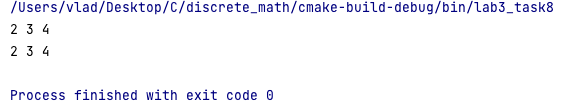 /Users/vlad/Desktop/C/discrete_math/cmake-build-debug/bin/lab3_task8
2 3 4
2 3 4
Process finished with exit code 0